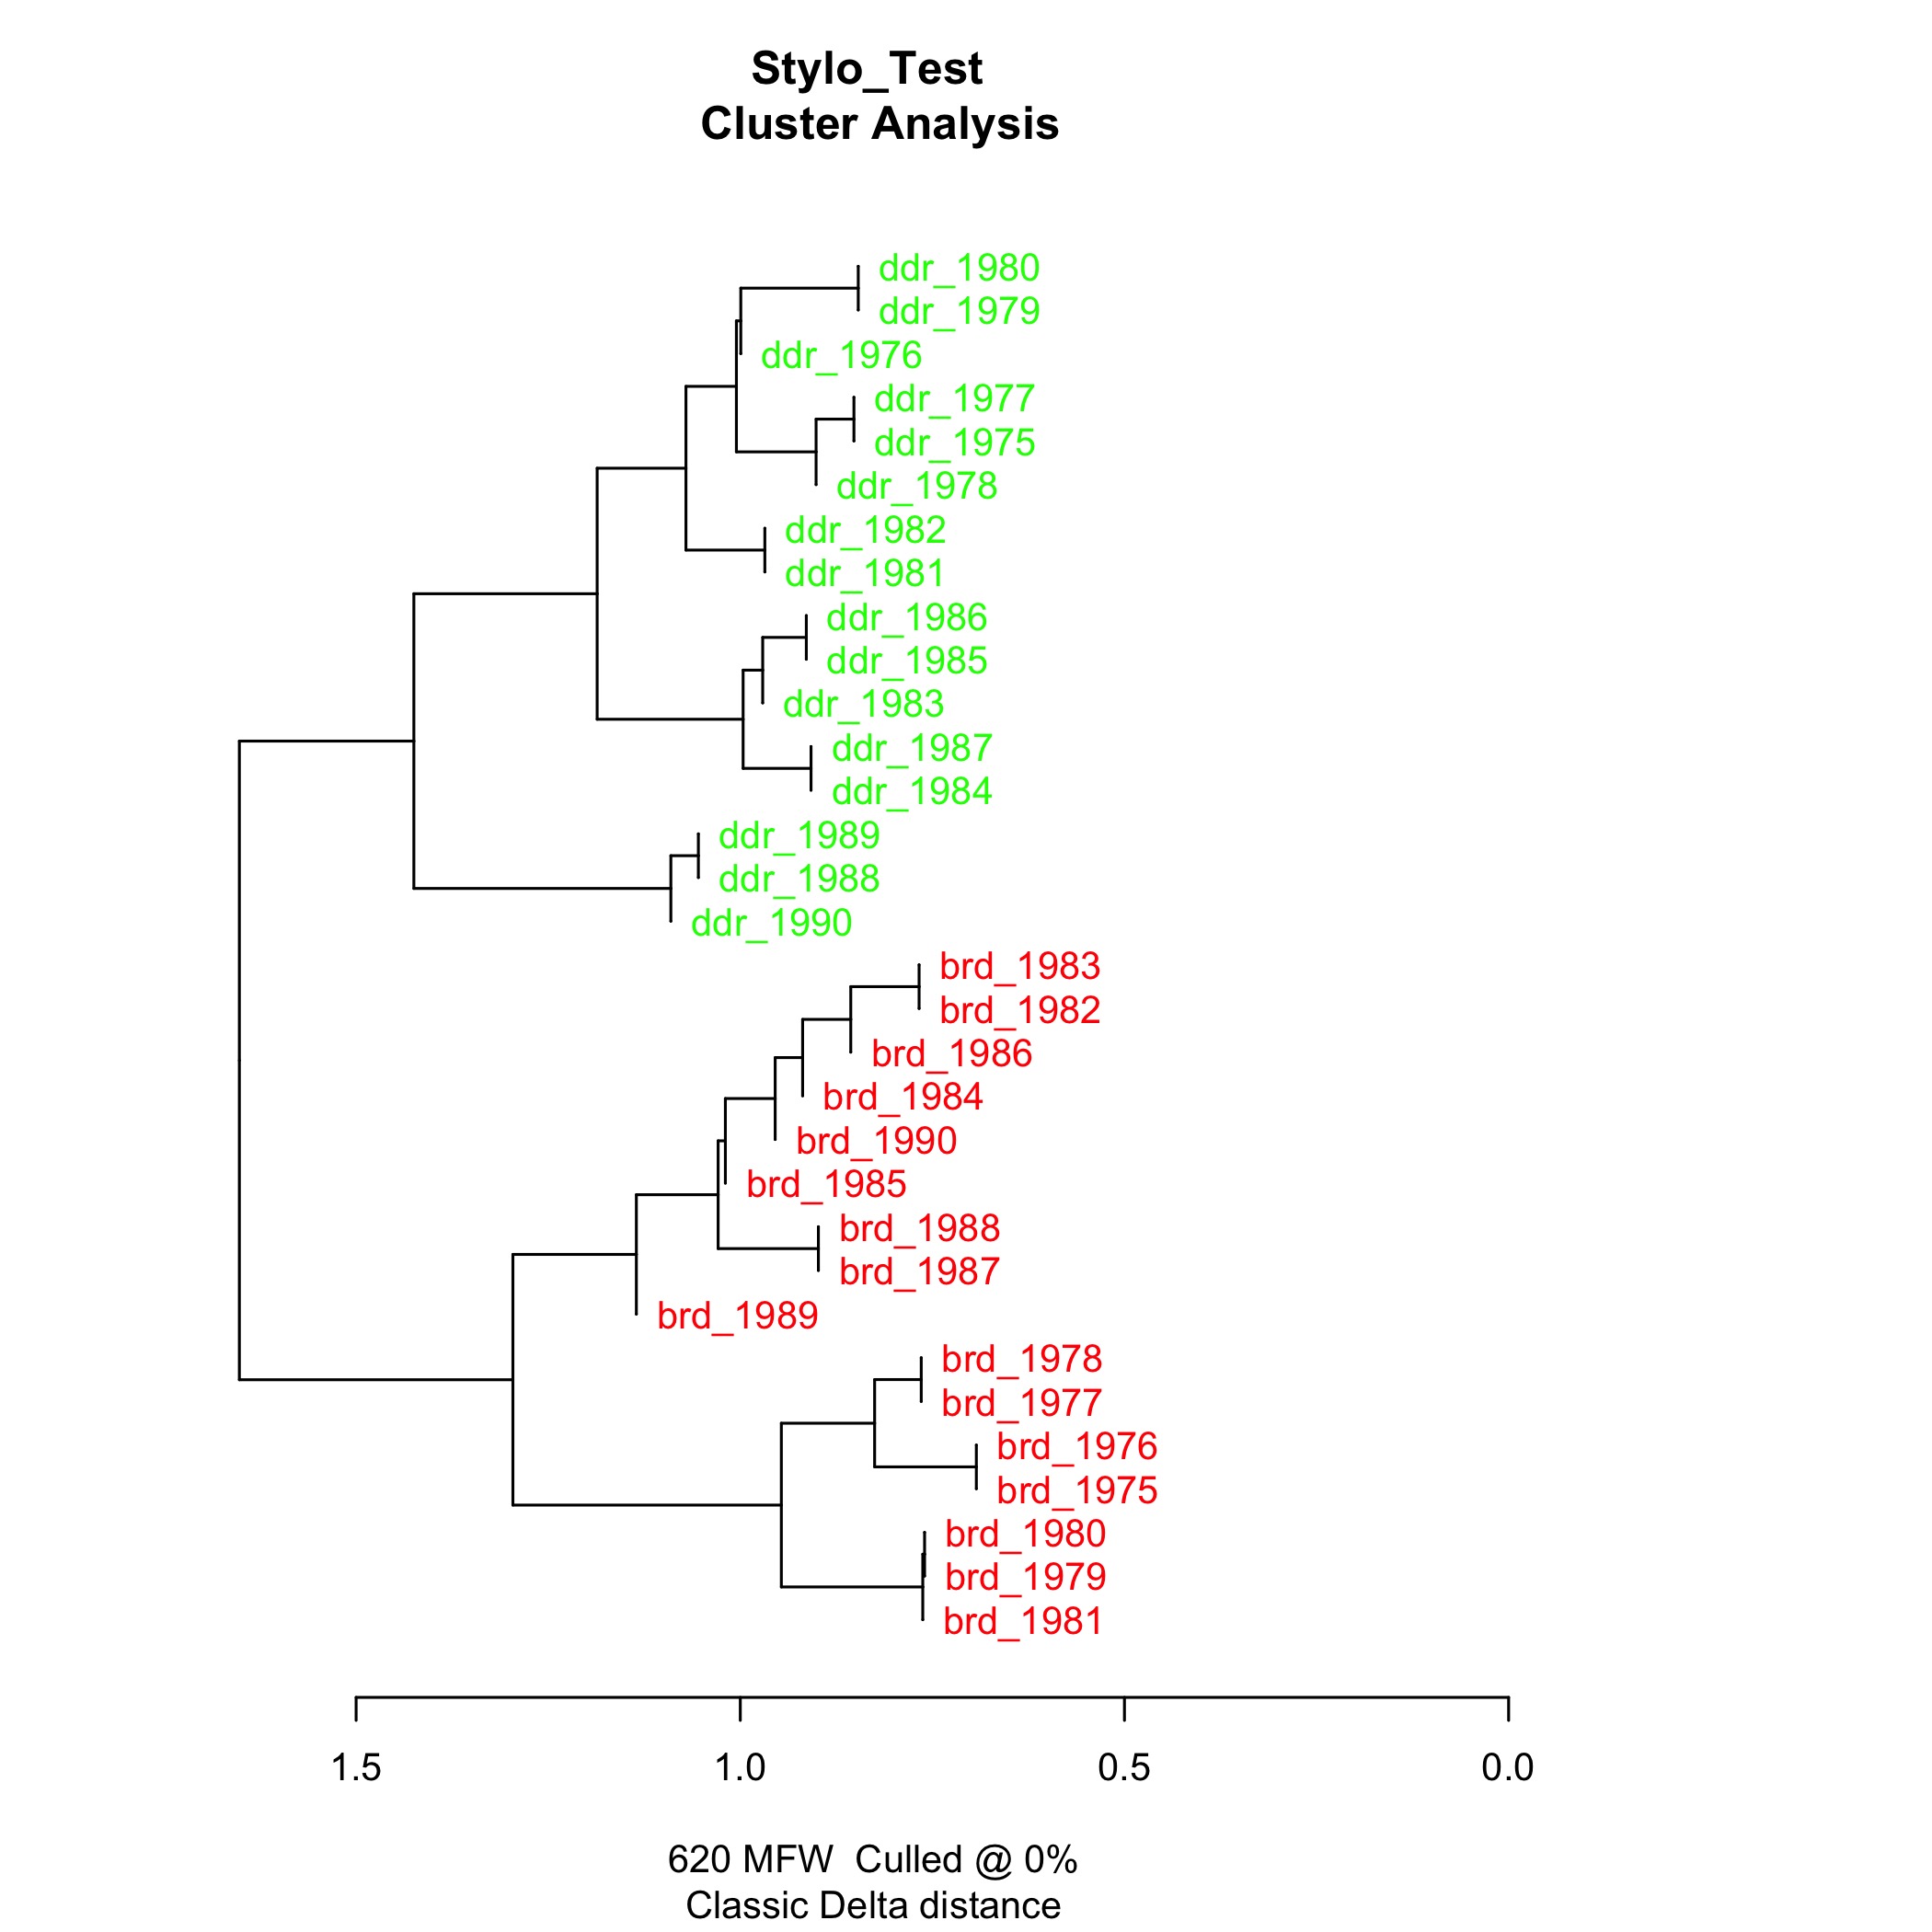 Stylo_Test
Cluster Analysis
ddr_1980
ddr_1979
ddr_1976
ddr_1977
ddr_1975
ddr_1978
ddr_1982
ddr_1981
ddr_1986
ddr_1985
ddr_1983
ddr_1987
ddr_1984
ddr_1989
ddr_1988
ddr_1990
brd_1983
brd_1982
brd_1986
brd_1984
brd_1990
brd_1985
brd_1988
brd_1987
brd_1989
brd_1978
brd_1977
brd_1976
brd_1975
brd_1980
brd_1979
brd_1981
1.5 1.0 0.5 0.0
620 MFW  Culled @ 0%
Classic Delta distance